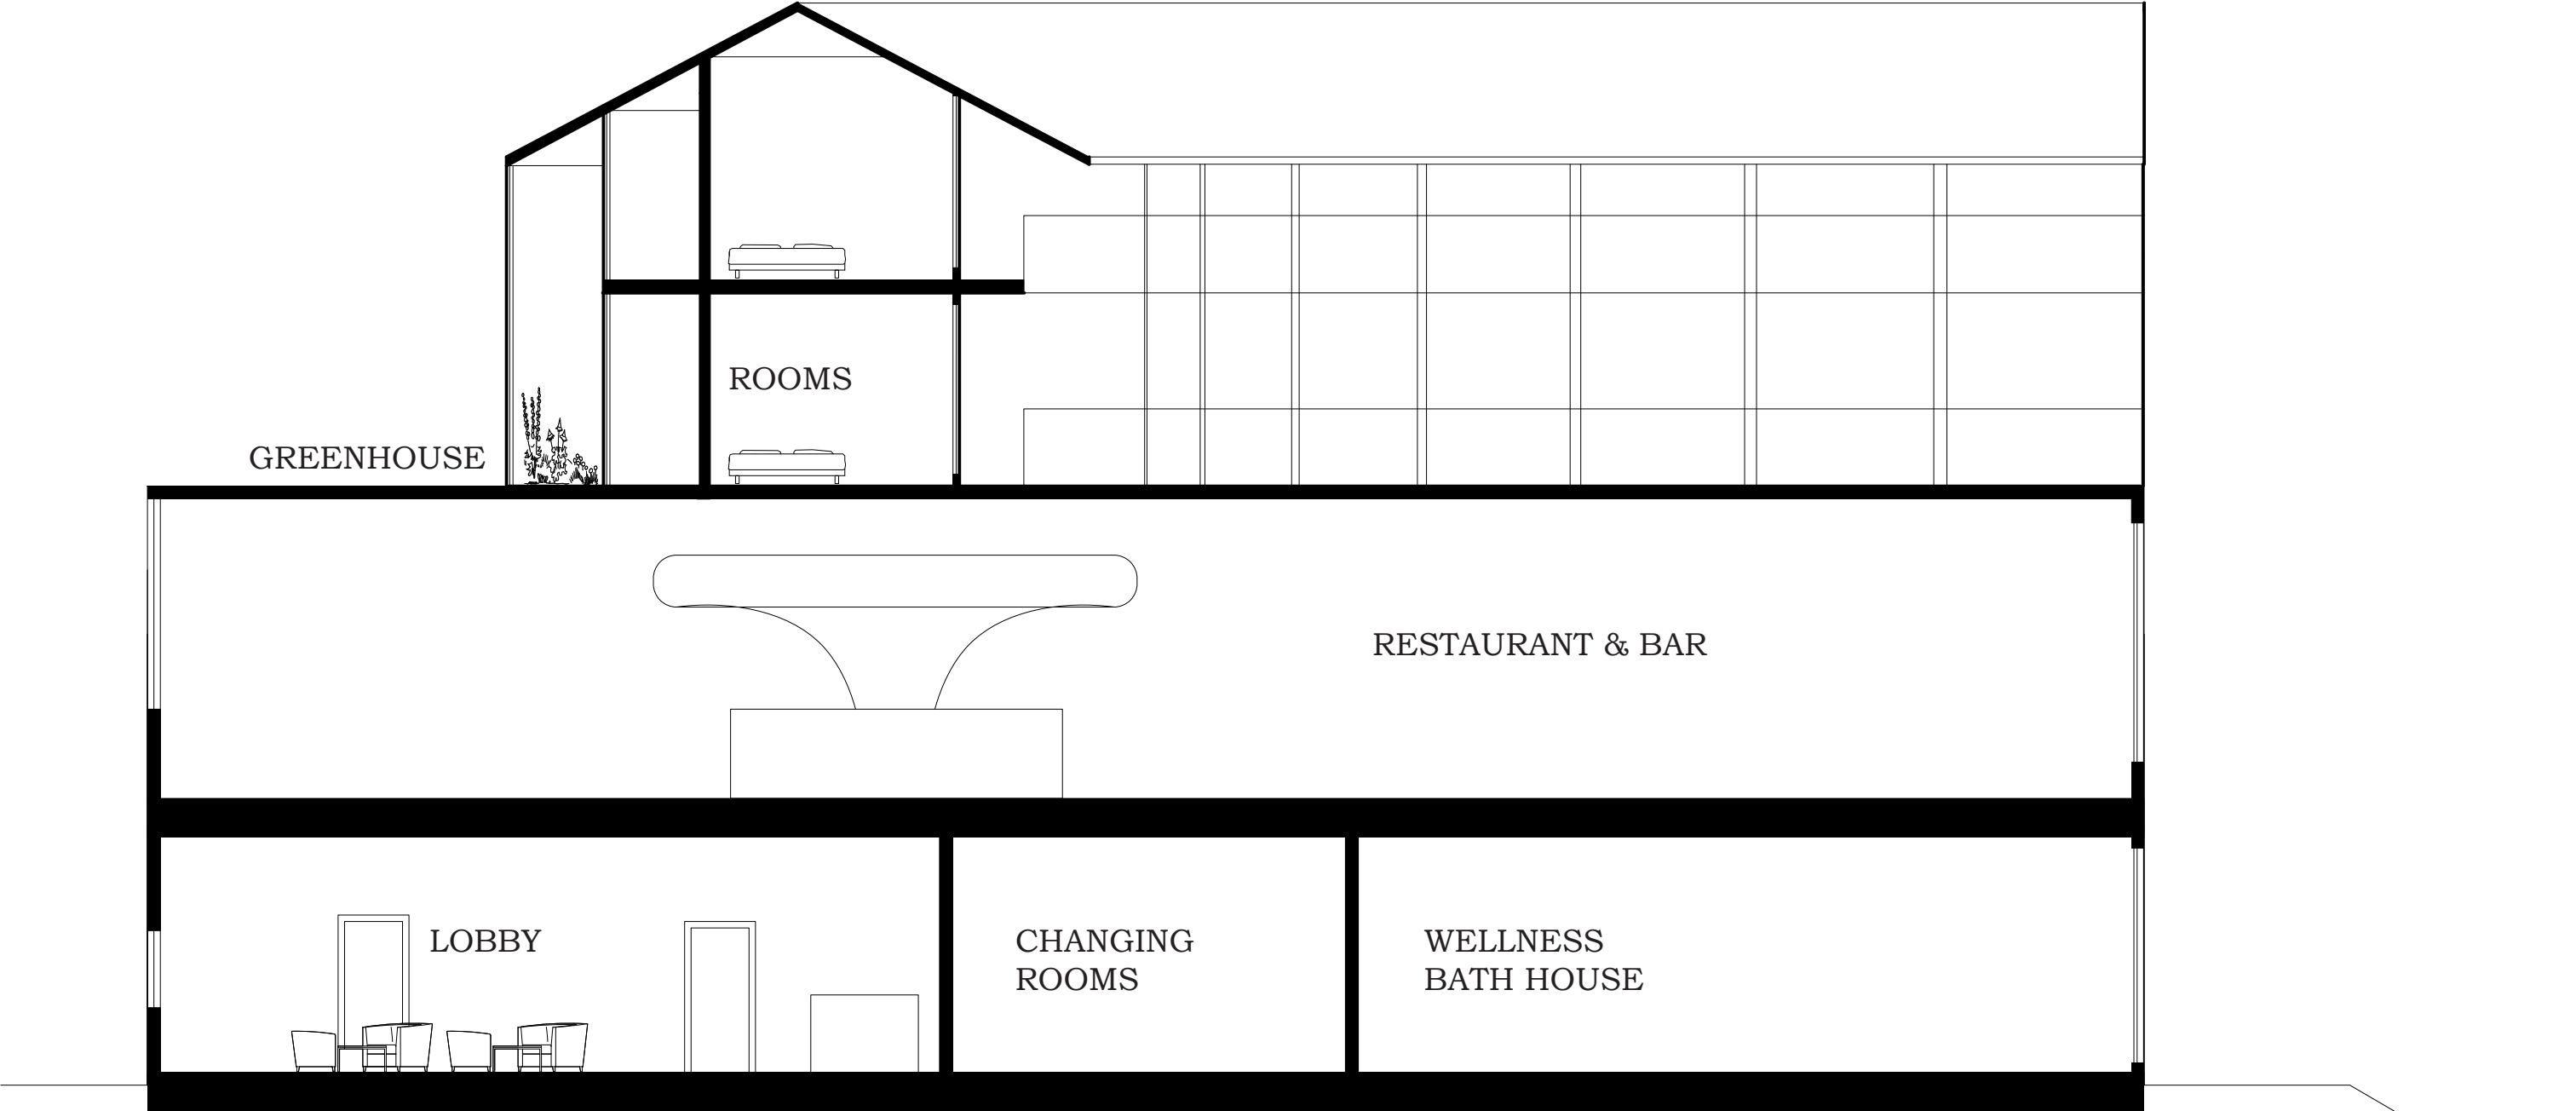 ROOMS
GREENHOUSE
RESTAURANT & BAR
LOBBY
CHANGING
ROOMS
WELLNESS
BATH HOUSE